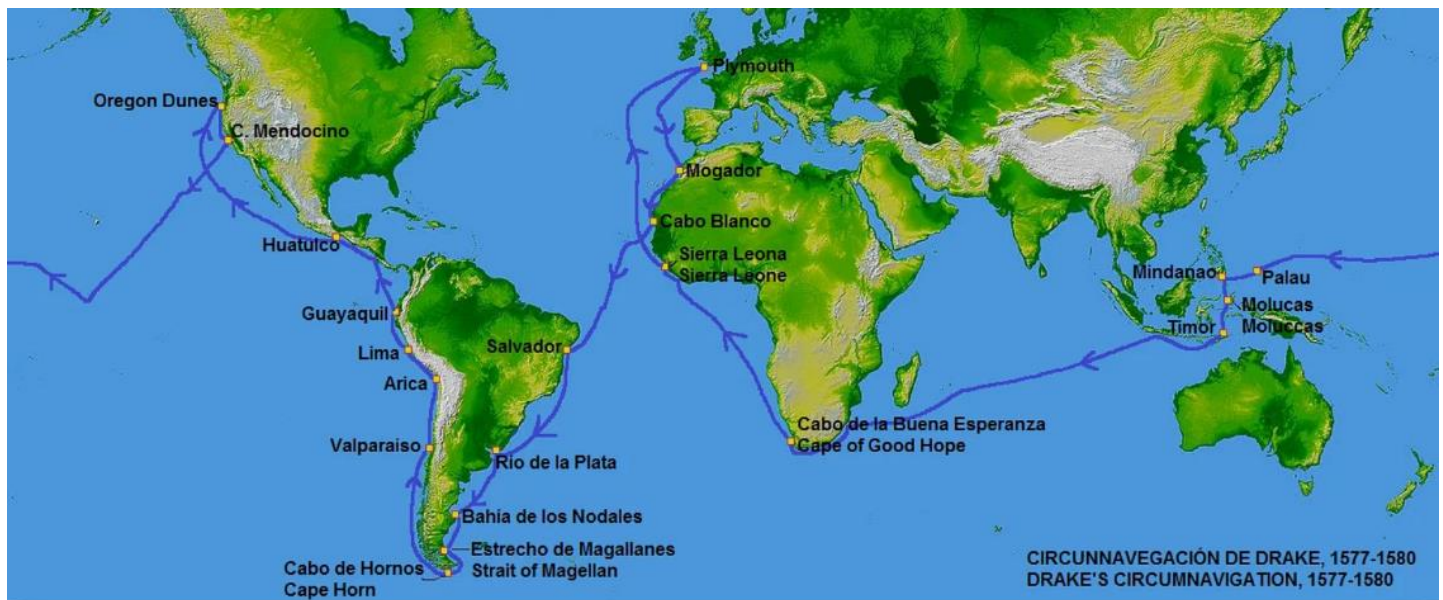 Plymouth
Oregon Dunes
C. Mendocino
Mogador
Cabo Blanco
Huatulco
Sierra Leona
Sierra Leone
Mindanao
Palau
Guayaquil
Molucas
Moluccas
Timor
Lima
Salvador
Arica
Cabo de la Buena Esperanza
Cape of Good Hope
Valparaiso
Rio de la Plata
Bahía de los Nodales
Estrecho de Magallanes
Strait of Magellan
Cabo de Hornos
Cape Horn
CIRCUNNAVEGACIÓN DE DRAKE, 1577-1580
DRAKE'S CIRCUMNAVIGATION, 1577-1580